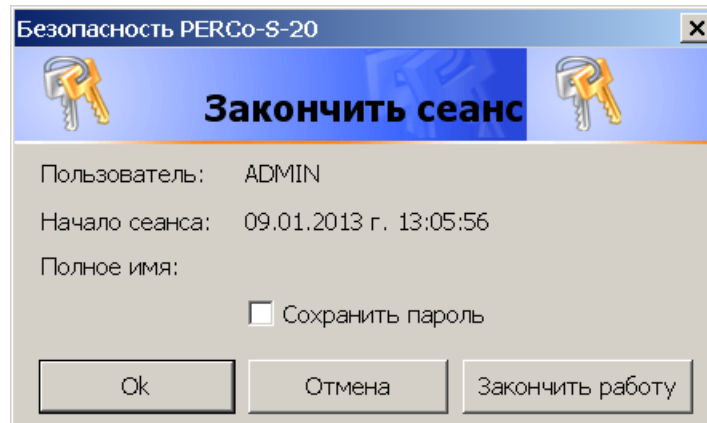 Безопасность PERCo-S-20
Закончить сеанс
Пользователь: ADMIN
Начало сеанса: 09.01.2013 г. 13:05:56
Полное имя:
Сохранить пароль
Ok Отмена Закончить работу